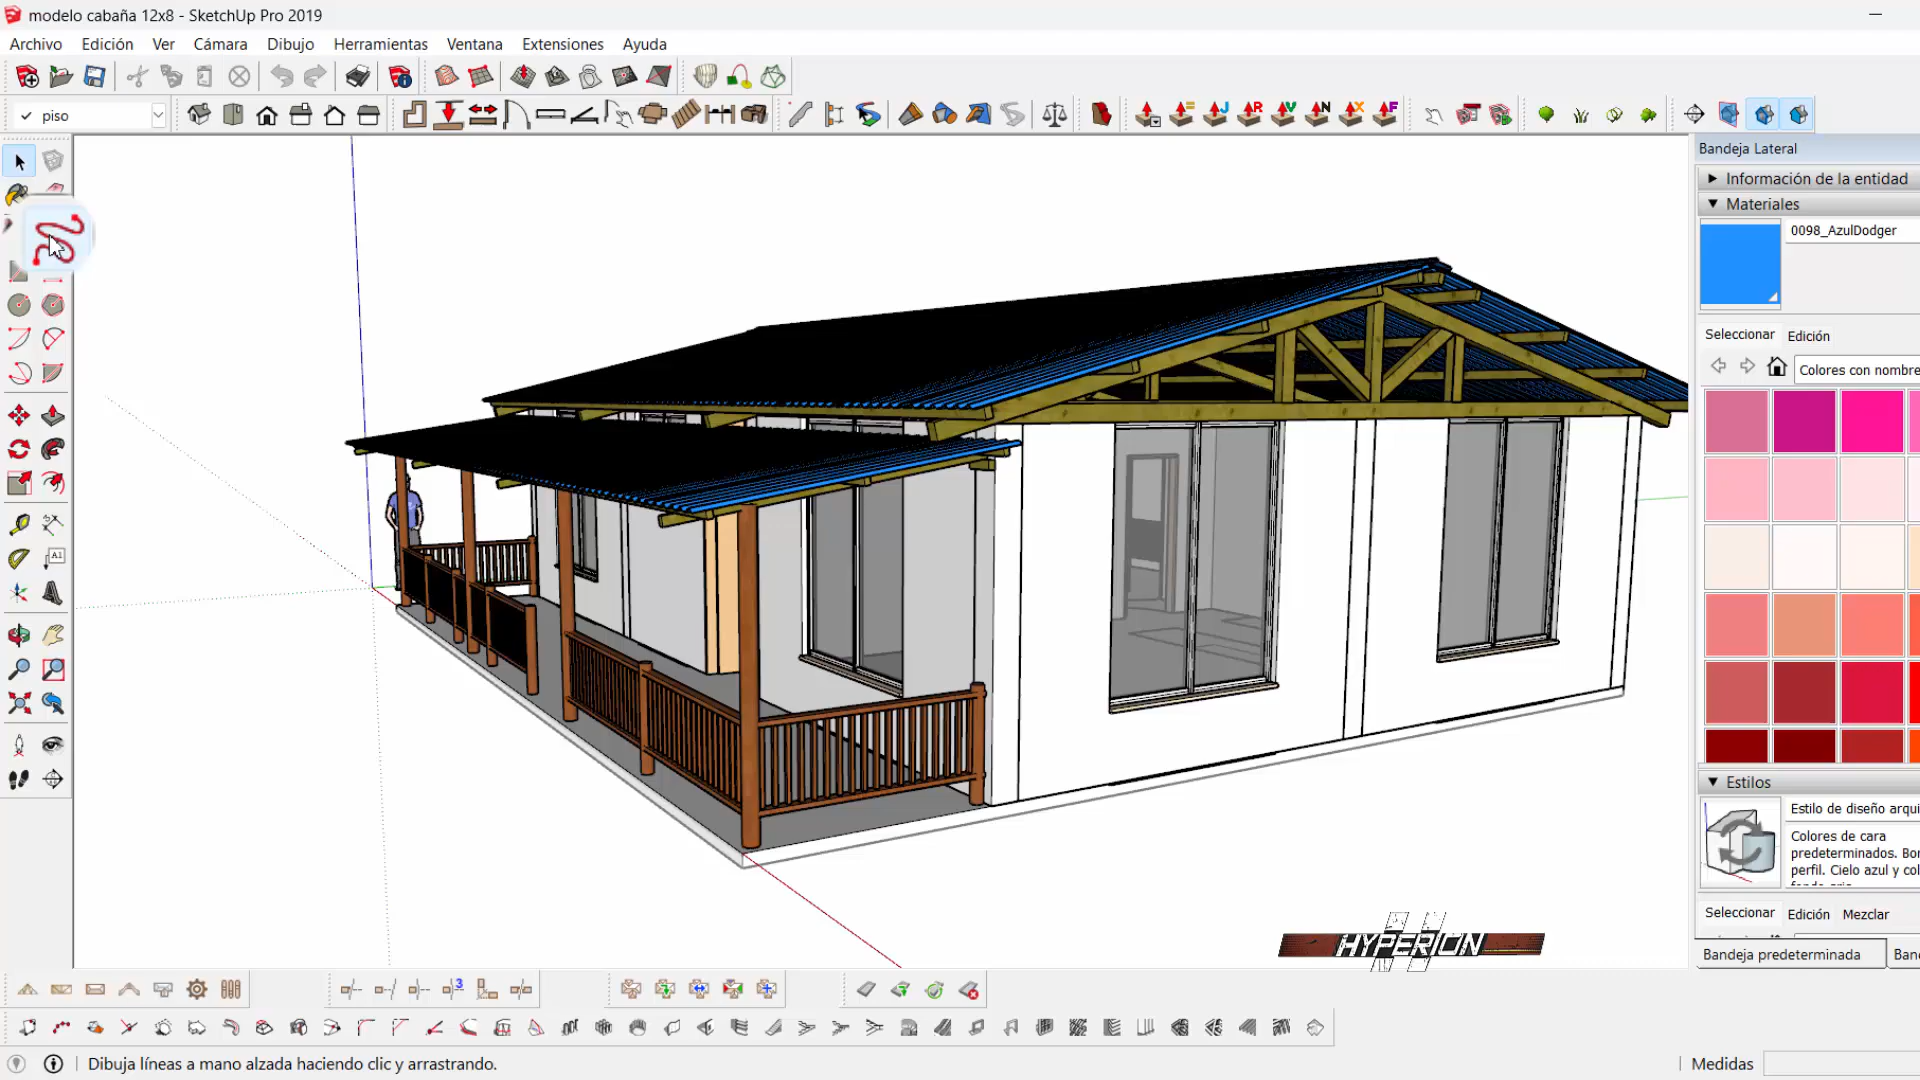 modelo cabaña 12x8 - SketchUp Pro 2019
Archivo Edición Ver Cámara Dibujo Herramientas Ventana Extensiones Ayuda
✓ piso
Bandeja Lateral
Información de la entidad
Materiales
0098_AzulDodger
Seleccionar Edición
Colores con nombre
Estilos
Estilo de diseño arqui
Colores de cara
predeterminados. Bor
perfil. Cielo azul y col
Seleccionar Edición Mezclar
Bandeja predeterminada Banc
HYPERION
Dibuja líneas a mano alzada haciendo clic y arrastrando.
Medidas